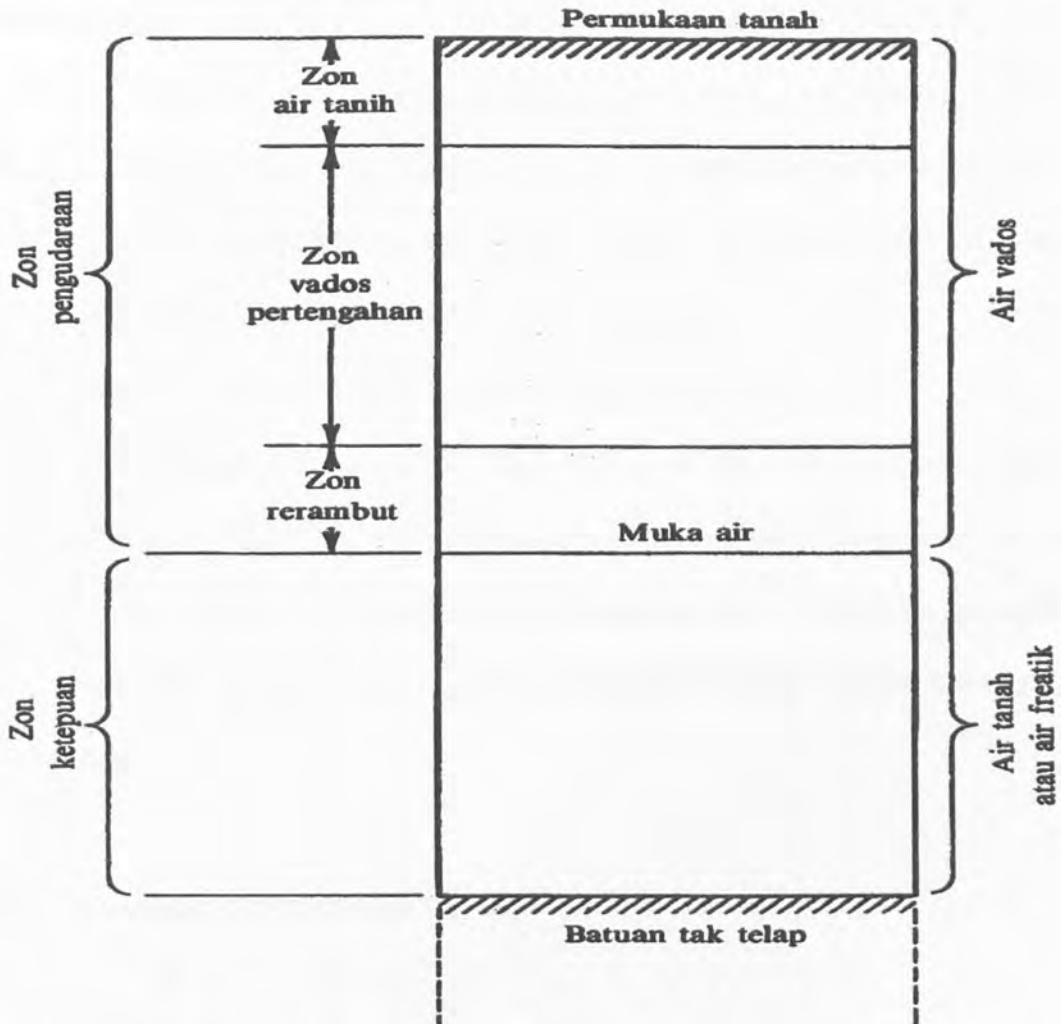 Permukaan tanah
Zon
air tanih
Zon
pengudaraan
Zon
vados
pertengahan
Air vados
Zon
rerambut
Muka air
Zon
ketepuan
Air tanah
atau air freatik
Batuan tak telap